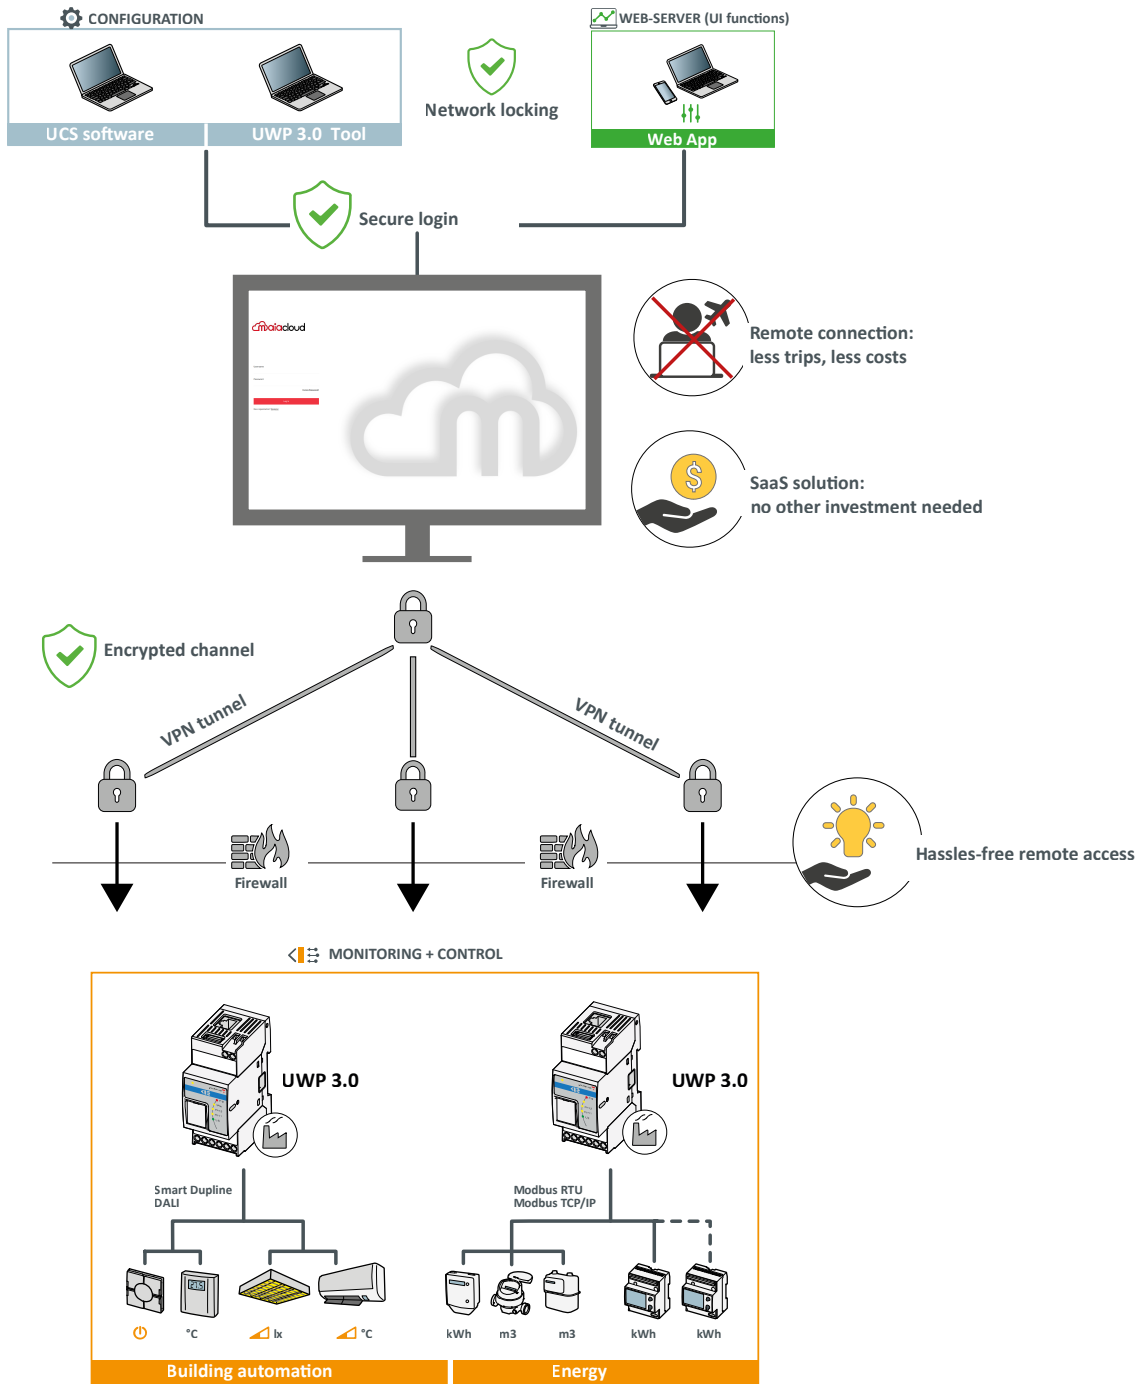 CONFIGURATION
WEB-SERVER (UI functions)
UCS software
UWP 3.0 Tool
Network locking
Web App
Secure login
maiacloud
Remote connection:
less trips, less costs
SaaS solution:
no other investment needed
Encrypted channel
VPN tunnel
VPN tunnel
Firewall
Firewall
Hassles-free remote access
MONITORING + CONTROL
UWP 3.0
UWP 3.0
Smart Dupline
DALI
Modbus RTU
Modbus TCP/IP
°C
lx
°C
kWh
m3
m3
kWh
kWh
Building automation
Energy